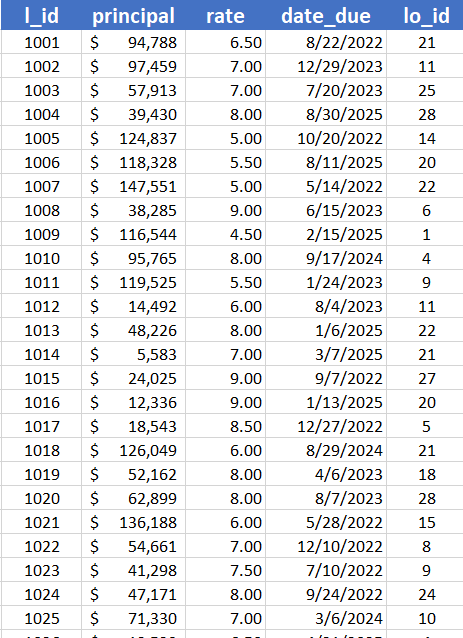 l_id principal rate date_due lo_id
1001 $ 94,788 6.50 8/22/2022 21
1002 $ 97,459 7.00 12/29/2023 11
1003 $ 57,913 7.00 7/20/2023 25
1004 $ 39,430 8.00 8/30/2025 28
1005 $ 124,837 5.00 10/20/2022 14
1006 $ 118,328 5.50 8/11/2025 20
1007 $ 147,551 5.00 5/14/2022 22
1008 $ 38,285 9.00 6/15/2023 6
1009 $ 116,544 4.50 2/15/2025 1
1010 $ 95,765 8.00 9/17/2024 4
1011 $ 119,525 5.50 1/24/2023 9
1012 $ 14,492 6.00 8/4/2023 11
1013 $ 48,226 8.00 1/6/2025 22
1014 $ 5,583 7.00 3/7/2025 21
1015 $ 24,025 9.00 9/7/2022 27
1016 $ 12,336 9.00 1/13/2025 20
1017 $ 18,543 8.50 12/27/2022 5
1018 $ 126,049 6.00 8/29/2024 21
1019 $ 52,162 8.00 4/6/2023 18
1020 $ 62,899 8.00 8/7/2023 28
1021 $ 136,188 6.00 5/28/2022 15
1022 $ 54,661 7.00 12/10/2022 8
1023 $ 41,298 7.50 7/10/2022 9
1024 $ 47,171 8.00 9/24/2022 24
1025 $ 71,330 7.00 3/6/2024 10